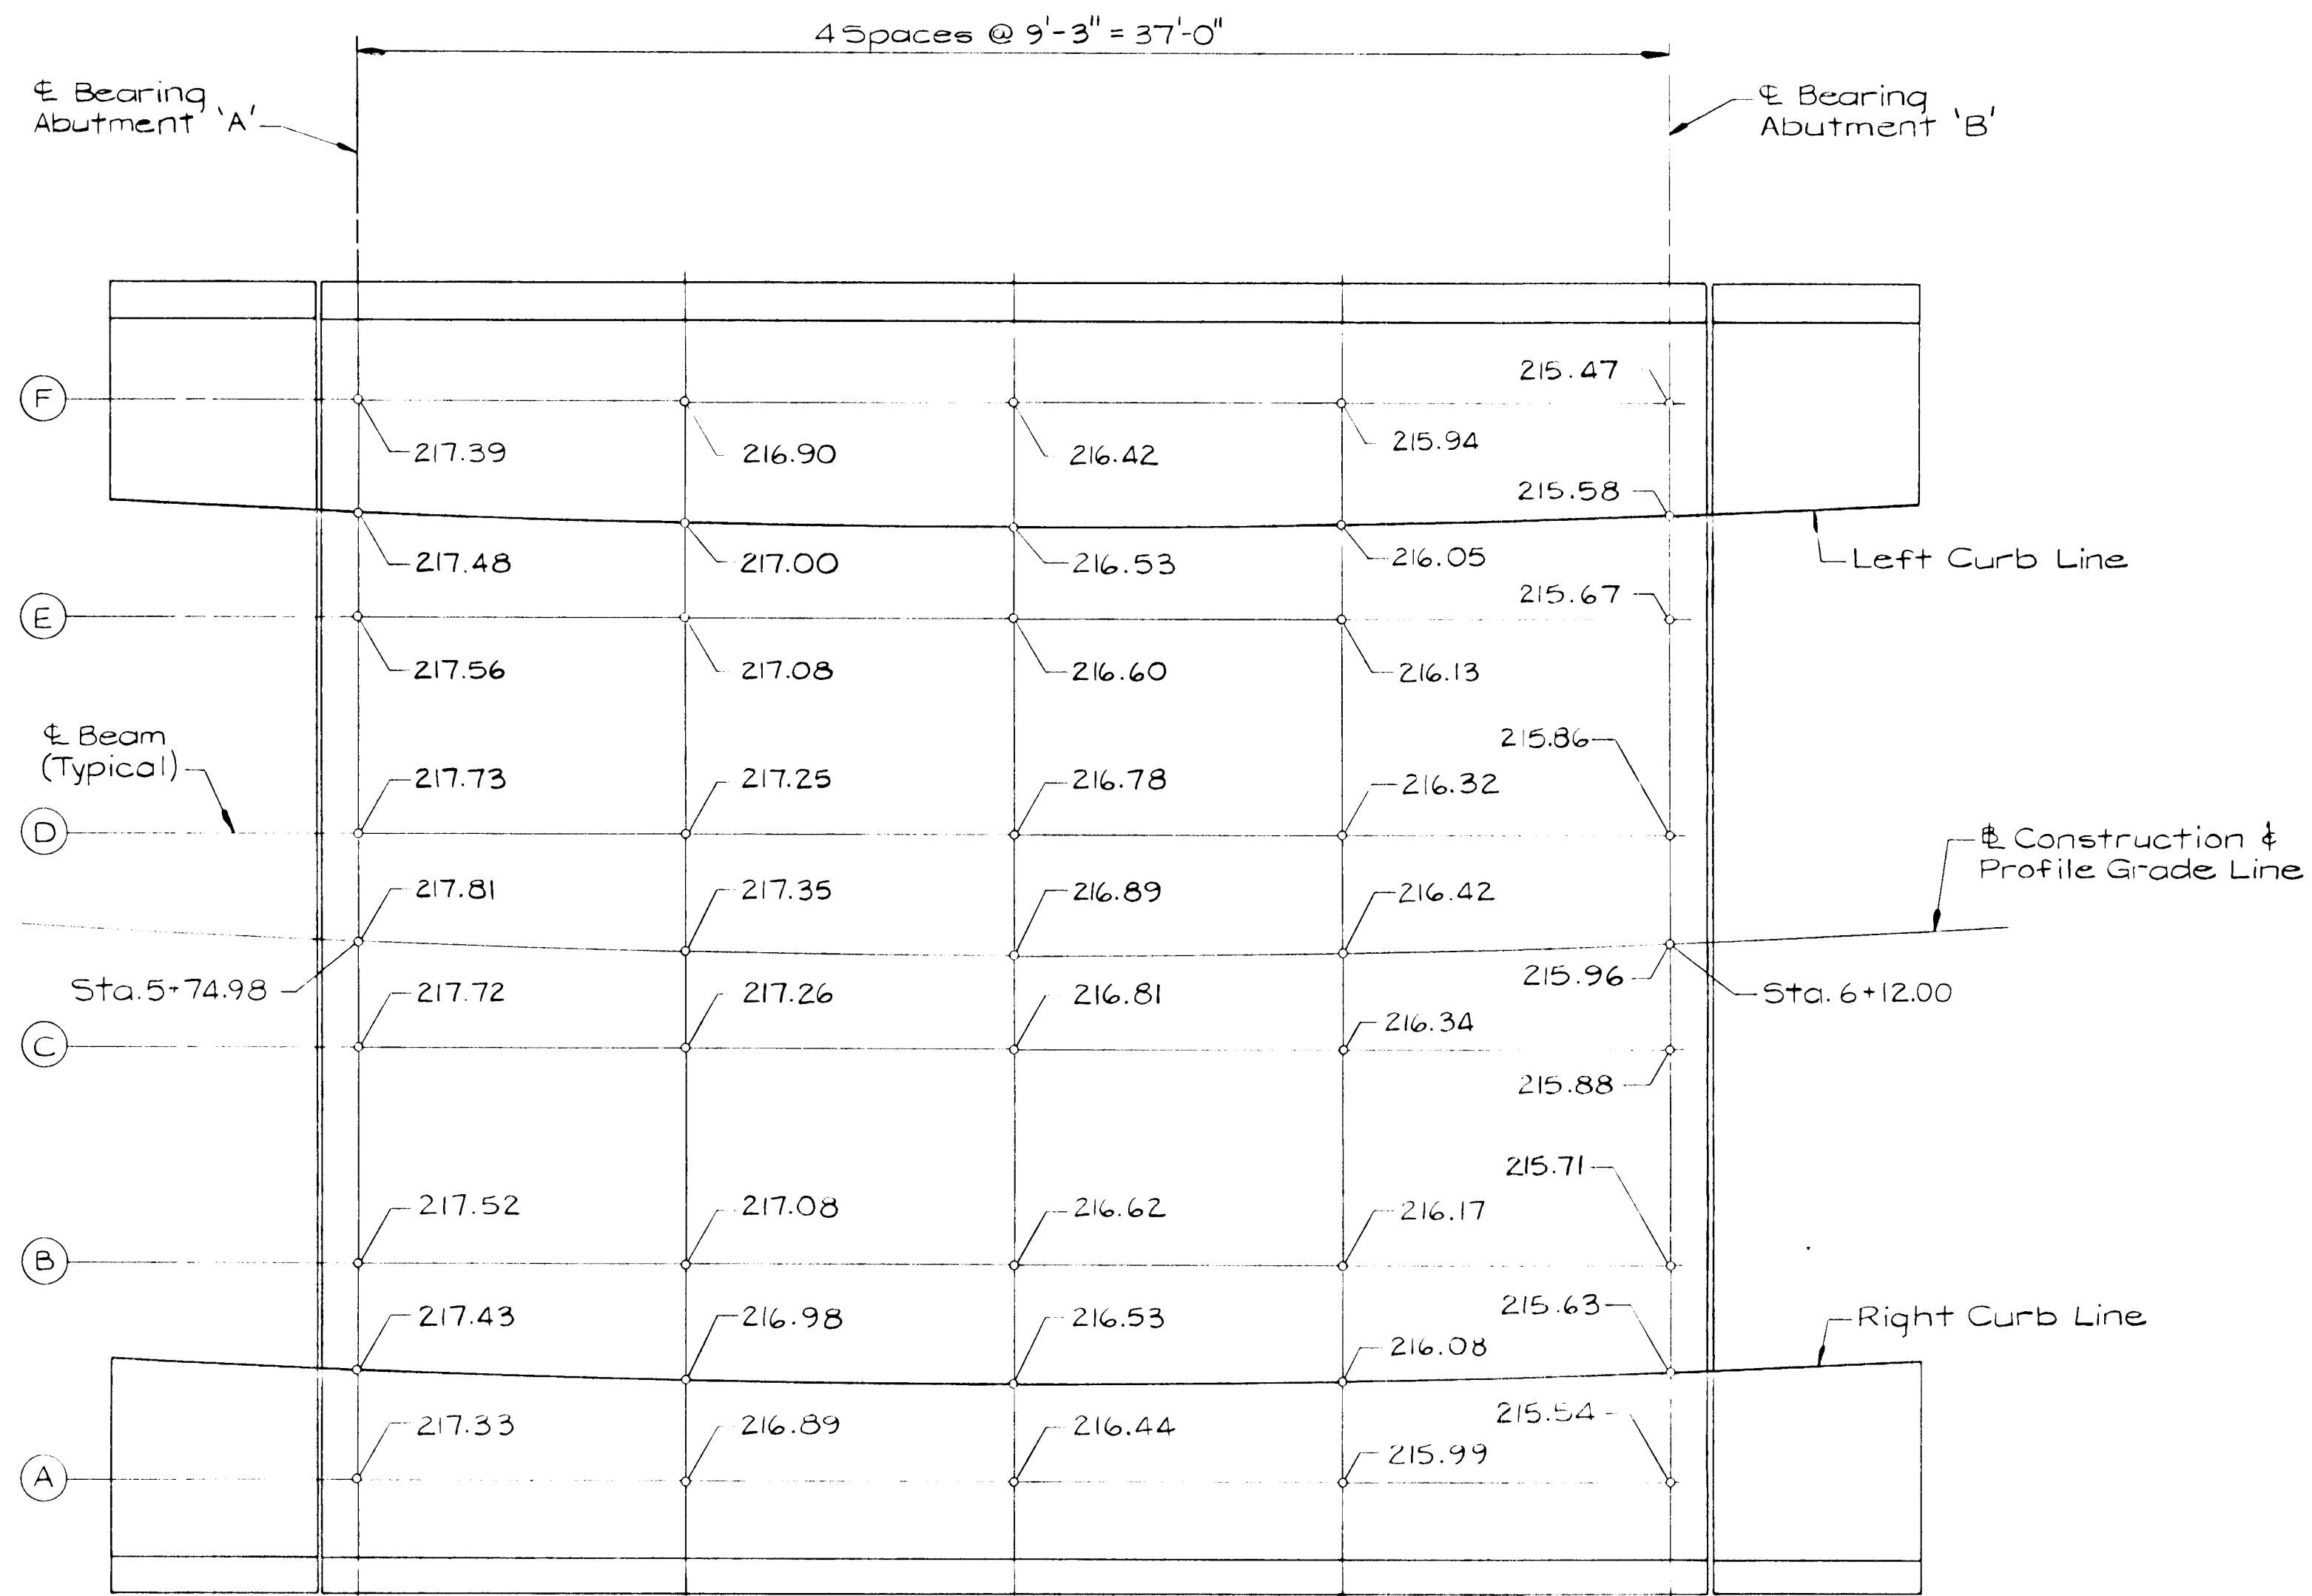 4 Spaces @ 9'-3" = 37'-0"
℄ Bearing
Abutment 'A'
℄ Bearing
Abutment 'B'
215.47
F
217.39
216.90
216.42
215.94
215.58
217.48
217.00
216.53
216.05
Left Curb Line
215.67
E
217.56
217.08
216.60
216.13
℄ Beam
(Typical)
215.86
217.73
217.25
216.78
216.32
D
Construction &
Profile Grade Line
217.81
217.35
216.89
216.42
215.96
Sta. 5+74.98
Sta. 6+12.00
217.72
217.26
216.81
216.34
C
215.88
215.71
217.52
217.08
216.62
216.17
B
217.43
216.98
216.53
215.63
216.08
Right Curb Line
217.33
216.89
216.44
215.54
215.99
A